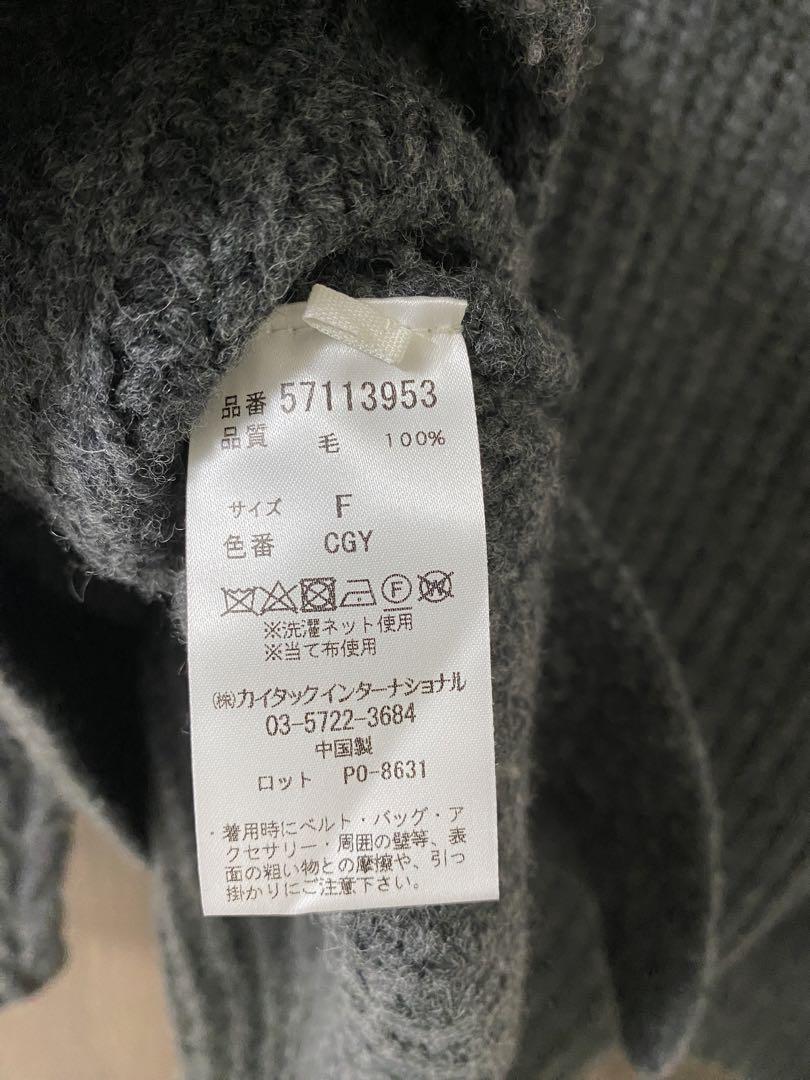 品番 57113953
品質 毛 100%
サイズ F
色番 CGY
F W
※洗濯ネット使用
※当て布使用
㈱カイタックインターナショナル
03-5722-3684
中国製
ロット PO-8631
・着用時にベルト・バッグ・ア
クセサリー・周囲の壁等、表
面の粗い物との摩擦や、引っ
掛かりにご注意下さい。